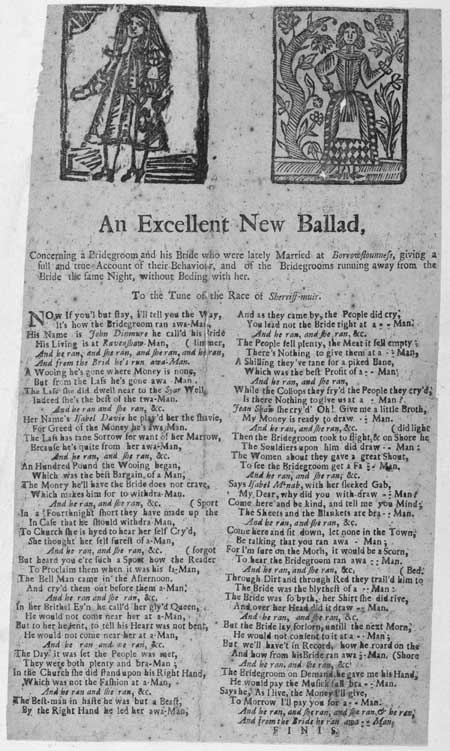 An Excellent New Ballad,
Concerning a Bridegroom and his Bride who were lately Married at Borrowstounness, giving a
full and true Account of their Behavior, and of the Bridegrooms running away from the
Bride the same Night, without Beding with her.
To the Tune of the Race of Sherriff-muir.
NOw if you'l but stay, i'll tell you the Way,
It's how the Bridegroom ran awa-Man,
His Name is John Dinmure he call'd his bride
His Living is at Ravenshaw-Man, ( limmer,
And he ran, and she ran, and she ran, and he ran,
And from the Brid he's run awa-Man.
A Wooing he's gone where Money is none,
But from the Lass he's gone awa-Man.
The Lass she did dwell near to the Well,
Indeed she's the best of the twa-Man.
And he ran and she ran, &c.
Her Name's Isabel Davie he play'd her the shavie,
For Greed of the Money he's awa Man.
The Lass has tane Sorrow for want of her Marrow,
Because he's quite from her awa-Man,
And he ran, and she ran, &c.
An Hundred Pound the Wooing began,
Which was the best Bargain, of a Man,
The Money he'll have the Bride does not crave,
Which makes him for to withdra-Man.
And he ran, and she ran, &c. ( Sport
In a Fourthnight short they have made up the
In Case that he should withdra-Man,
To Church she is hyed to hear her self Cry'd,
She thought her self sureft of a-Man,
And he ran, and she ran, &c. ( forgot
But heard you e're such a Sport how the Reader
To Proclaim them it was his fa-Man,
The Bell Man came in the Afternoon,
And cry'd them out before them a-Man,
And he ran, and she ran, &c.
In her Brithel Ev'n he call'd her gly'd Queen,
He would not come near her at a-Man,
But to her he sent, to tell his Heart was not bent,
He would not come near her at a-Man,
And he ran and we ran, &c.
The Day it was set the People was met,
They were both plenty and bra-Man;
In the Church she did stand upon his Right Hand,
Which was not the Fashion at a-Man.
And he ran and she ran, &c.
The Best-man in haste he was but a Beast,
By the Right Hand he led her awa-Man,
And as they came by, the People did cry,
You lead not the Bride right at a - - Man.
And he ran, and she ran, &c.
The People fell plenty, the Meat it fell empty;
There's Nothing to give them at a - - Man,
A Shilling they're tane for a piked Bane,
Which was the best Profit of a - - Man;
And he ran, and she ran,
While the Collops they fry'd the People they cry'd,
Is there Nothing to give us at a - Man?
Jean Shaw she cry'd Oh! Give me a little Broth,
My Money is ready to draw - - Man.
And he ran, and she ran, &c. ( did light
Then the Bridegroom took to flight, & on Shore he
The Souldiers upon him did draw - - Man:
The Women about they gave a great Shout,
To see the Bridegroom get a Fa - - Man.
And he ran, and she ran, &c.
Says Isabel with her sleeked Gab,
My Dear, why did you with-draw - - Man?
Come here and be kind, and tell me your Mind,
The Sheets and the Blankets are bra - - Man.
And he ran, and she ran, &c.
Come here and sit down, let none in the Town,
Be talking that you ran awa - Man;
For I'm sure on the Morn, it would be a Scorn,
To hear the Bridegroom ran awa - : Man.
And he ran, and she ran, &c. ( Bed,
Through Dirt and through Red they trail'd him to
The Bride was the blythest of a - - Man:
The Bride was so beth, her Shirt she did rive,
And over her Head did it draw - - Man.
And he ran, and she ran, &c.
But the Bride lay forlorn, untill the next Morn,
He would not consent to it at a - - Man;
But we'll have't in Record, how he roard on the
And how from his Bride ran awa - Man. (Shore
And he ran, and she ran, &c.
The Bridegroom on Demand he gave me his Hand,
He would pay the Musick full bra - - Man.
Says he, As I live, the Money I'll give,
To Morrow I'll pay you for a - - Man.
And he ran, and she ran, and she ran, & he ran,
And from the Bride he ran awa - - Man,
FINIS.